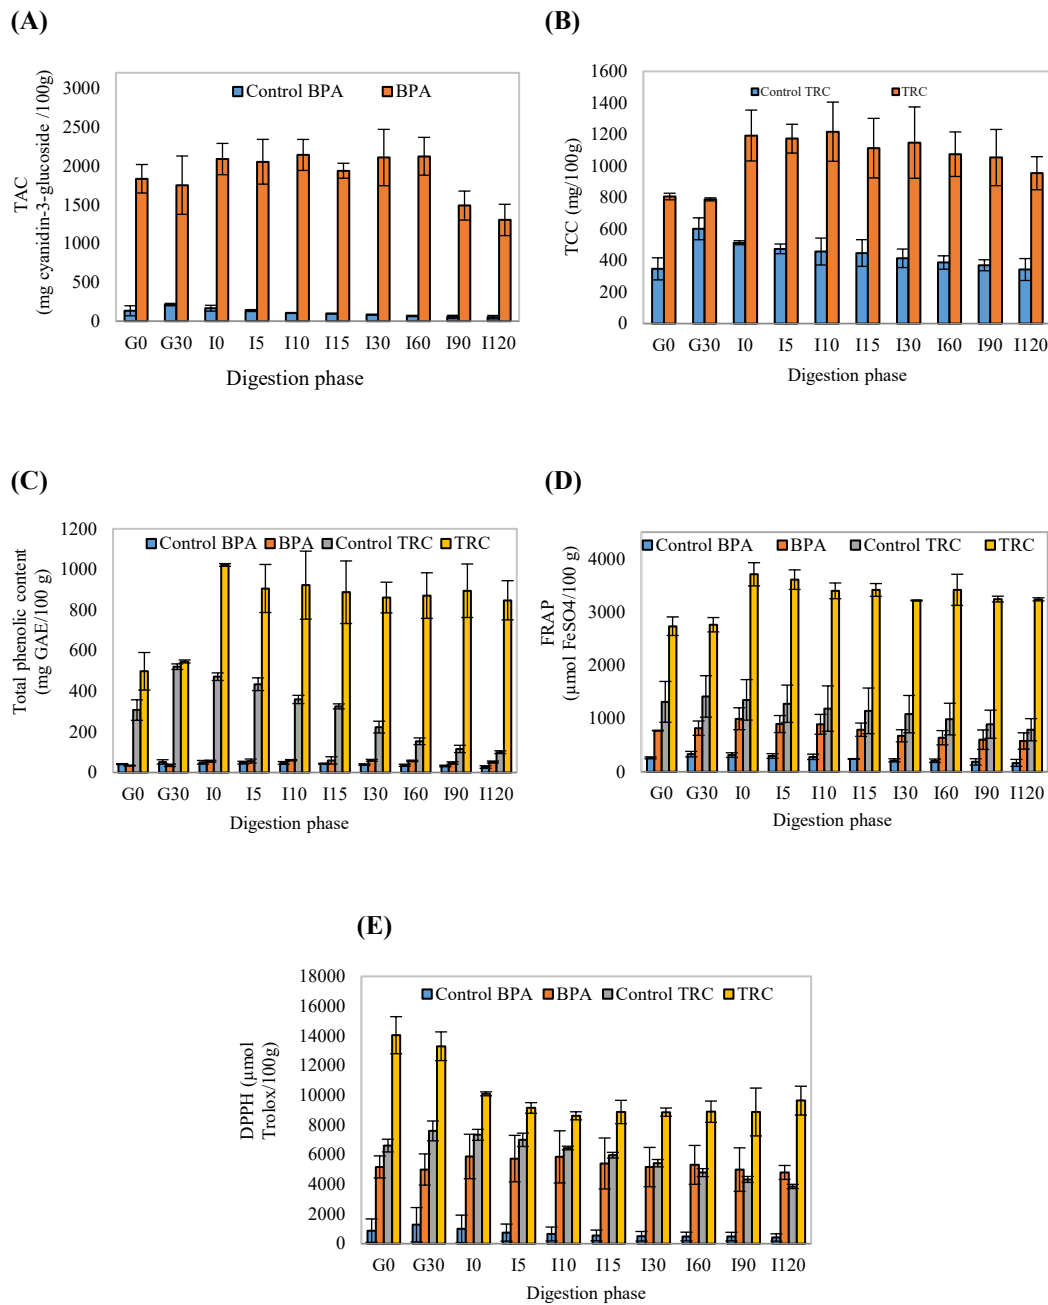 (A)
Control BPA BPA
3000
2500
2000
1500
1000
500
0
TAC
(mg cyanidin-3-glucoside /100g)
G0 G30 I0 I5 I10 I15 I30 I60 I90 I120
Digestion phase
(B)
Control TRC TRC
1600
1400
1200
1000
800
600
400
200
0
TCC (mg/100g)
G0 G30 I0 I5 I10 I15 I30 I60 I90 I120
Digestion phase
(C)
Control BPA BPA Control TRC TRC
1200
1000
800
600
400
200
0
Total phenolic content
(mg GAE/100 g)
G0 G30 I0 I5 I10 I15 I30 I60 I90 I120
Digestion phase
(D)
Control BPA BPA Control TRC TRC
4000
3000
2000
1000
0
FRAP
(µmol FeSO4/100 g)
G0 G30 I0 I5 I10 I15 I30 I60 I90 I120
Digestion phase
(E)
Control BPA BPA Control TRC TRC
18000
16000
14000
12000
10000
8000
6000
4000
2000
0
DPPH (µmol
Trolox/100g)
G0 G30 I0 I5 I10 I15 I30 I60 I90 I120
Digestion phase